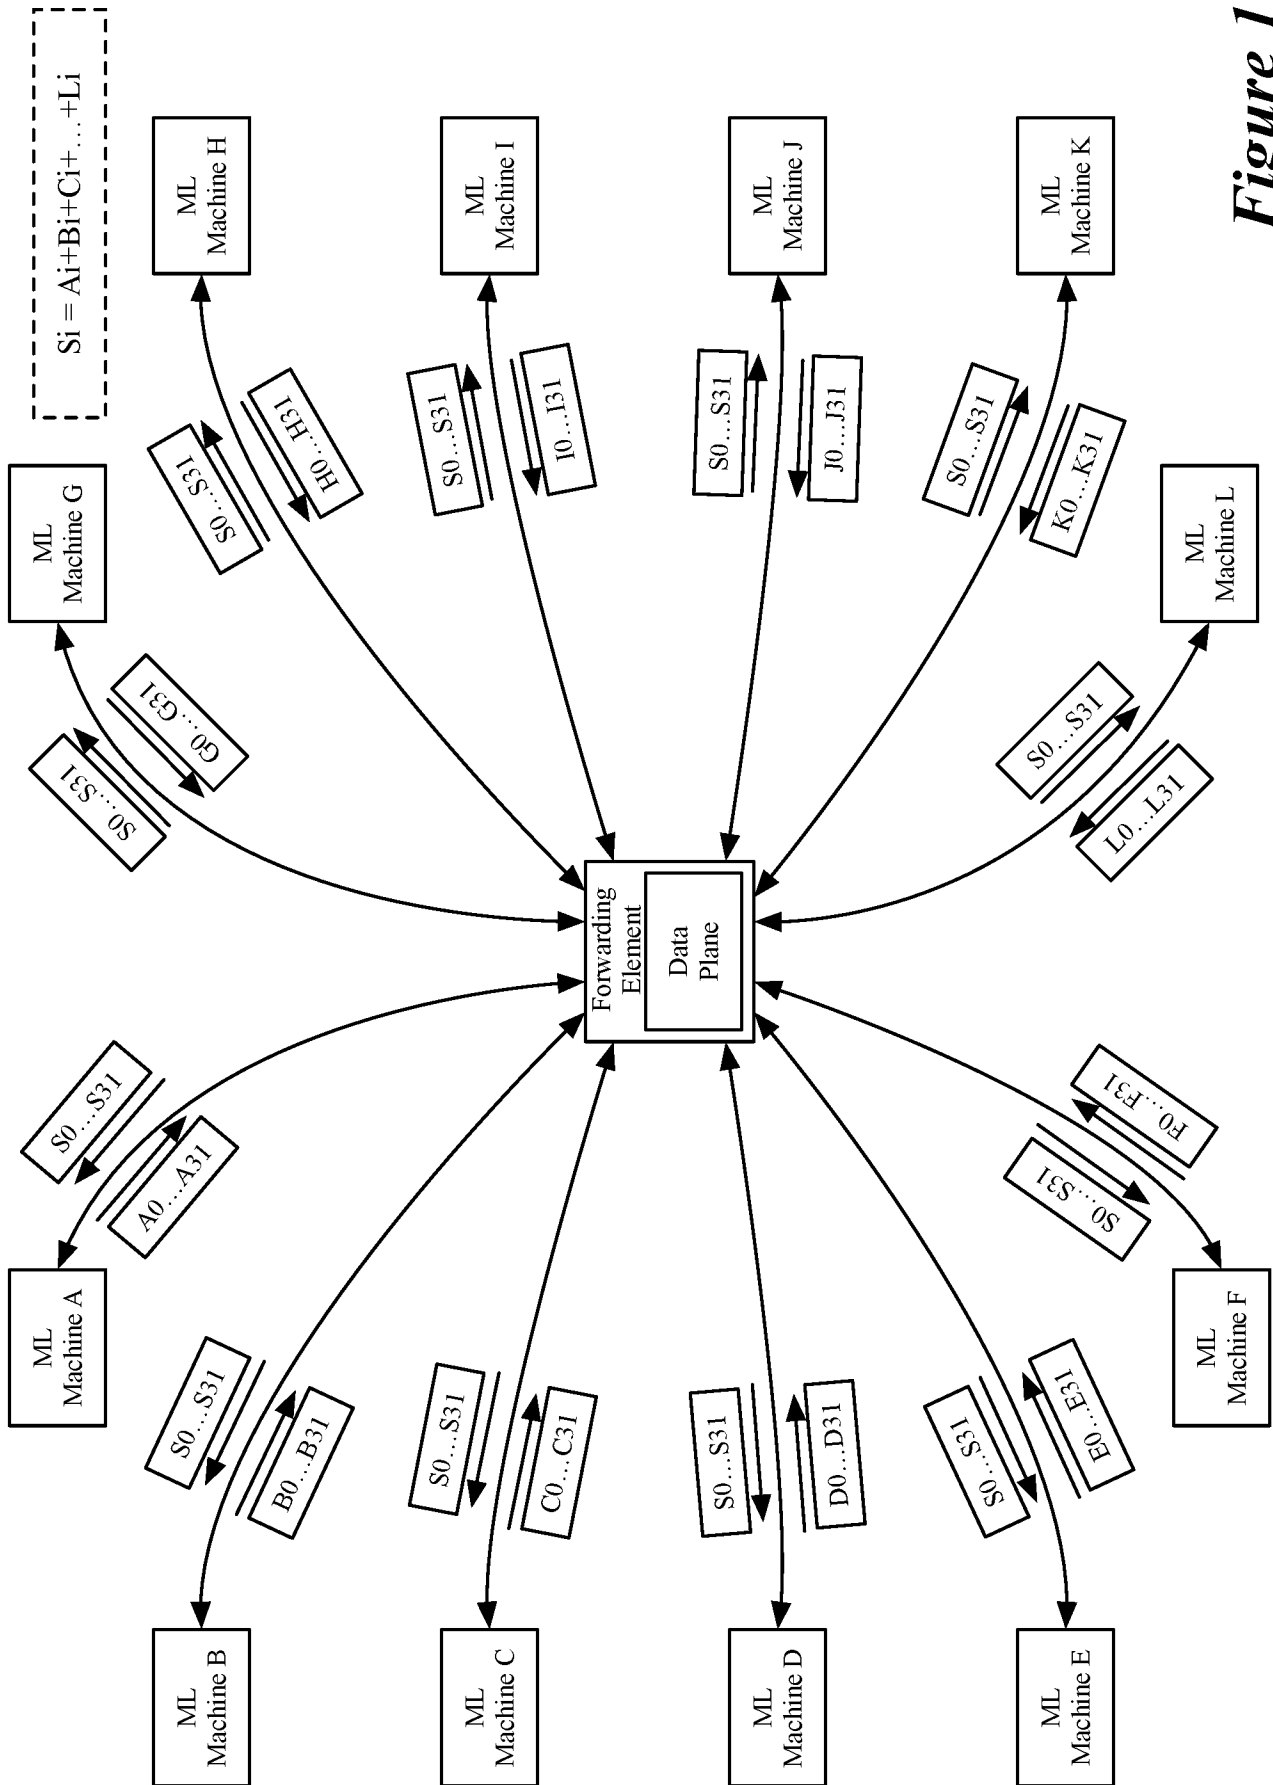 Si = Ai+Bi+Ci+…+Li
ML
Machine A
S0…S31
A0…A31
ML
Machine G
S0…S31
G0…G31
ML
Machine B
S0…S31
B0…B31
ML
Machine H
S0…S31
H0…H31
ML
Machine C
S0…S31
C0…C31
ML
Machine I
S0…S31
I0…I31
Forwarding
Element
Data
Plane
ML
Machine D
S0…S31
D0…D31
ML
Machine J
S0…S31
J0…J31
ML
Machine E
S0…S31
E0…E31
ML
Machine K
S0…S31
K0…K31
ML
Machine F
S0…S31
F0…F31
ML
Machine L
S0…S31
L0…L31
Figure 1